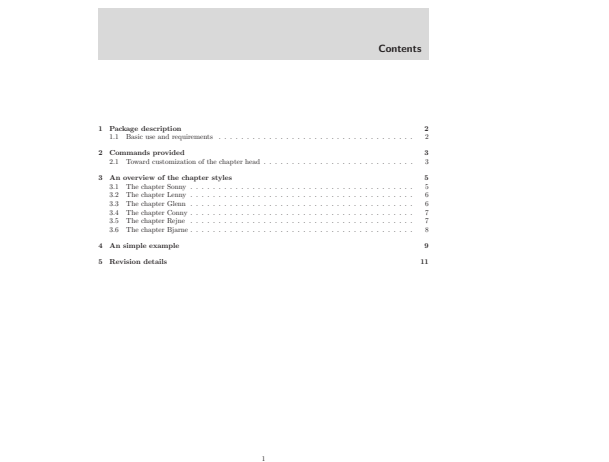 Contents
1 Package description 2
1.1 Basic use and requirements . . . . . . . . . . . . . . . . . . . . . . . . . . . . . . . . . . 2
2 Commands provided 3
2.1 Toward customization of the chapter head . . . . . . . . . . . . . . . . . . . . . . . . . . 3
3 An overview of the chapter styles 5
3.1 The chapter Sonny . . . . . . . . . . . . . . . . . . . . . . . . . . . . . . . . . . . . . . . 5
3.2 The chapter Lenny . . . . . . . . . . . . . . . . . . . . . . . . . . . . . . . . . . . . . . . 6
3.3 The chapter Glenn . . . . . . . . . . . . . . . . . . . . . . . . . . . . . . . . . . . . . . . 6
3.4 The chapter Conny . . . . . . . . . . . . . . . . . . . . . . . . . . . . . . . . . . . . . . . 7
3.5 The chapter Rejne . . . . . . . . . . . . . . . . . . . . . . . . . . . . . . . . . . . . . . . 7
3.6 The chapter Bjarne . . . . . . . . . . . . . . . . . . . . . . . . . . . . . . . . . . . . . . . 8
4 An simple example 9
5 Revision details 11
1